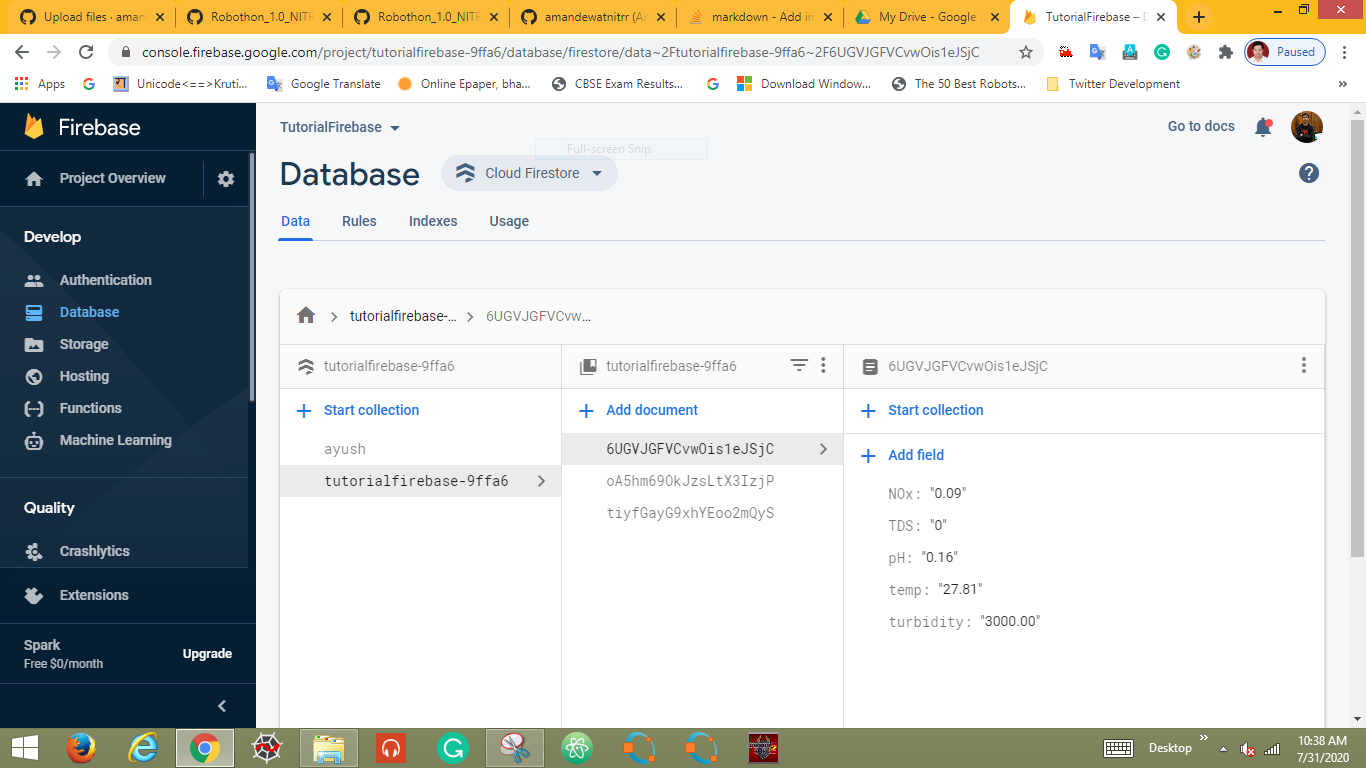 Upload files · aman
Robothon_1.0_NITR
Robothon_1.0_NITR
amandewatnitrr (Ar
markdown - Add in
My Drive - Google
TutorialFirebase – D
console.firebase.google.com/project/tutorialfirebase-9ffa6/database/firestore/data~2Ftutorialfirebase-9ffa6~2F6UGVJGFVCvwOis1eJSjC
Paused
Apps
Unicode<==>Kruti...
Google Translate
Online Epaper, bha...
CBSE Exam Results...
Download Window...
The 50 Best Robots...
Twitter Development
»
Firebase
TutorialFirebase
Go to docs
Full-screen Snip
Database
Cloud Firestore
Project Overview
Data
Rules
Indexes
Usage
Develop
Authentication
Database
Storage
Hosting
Functions
Machine Learning
Quality
Crashlytics
Extensions
Spark
Free $0/month
Upgrade
tutorialfirebase-...
6UGVJGFVCvw...
tutorialfirebase-9ffa6
Start collection
ayush
tutorialfirebase-9ffa6
tutorialfirebase-9ffa6
Add document
6UGVJGFVCvwOis1eJSjC
oA5hm69OkJzsLtX3IzjP
tiyfGayG9xhYEoo2mQyS
6UGVJGFVCvwOis1eJSjC
Start collection
Add field
NOx: "0.09"
TDS: "0"
pH: "0.16"
temp: "27.81"
turbidity: "3000.00"
Desktop
»
10:38 AM
7/31/2020